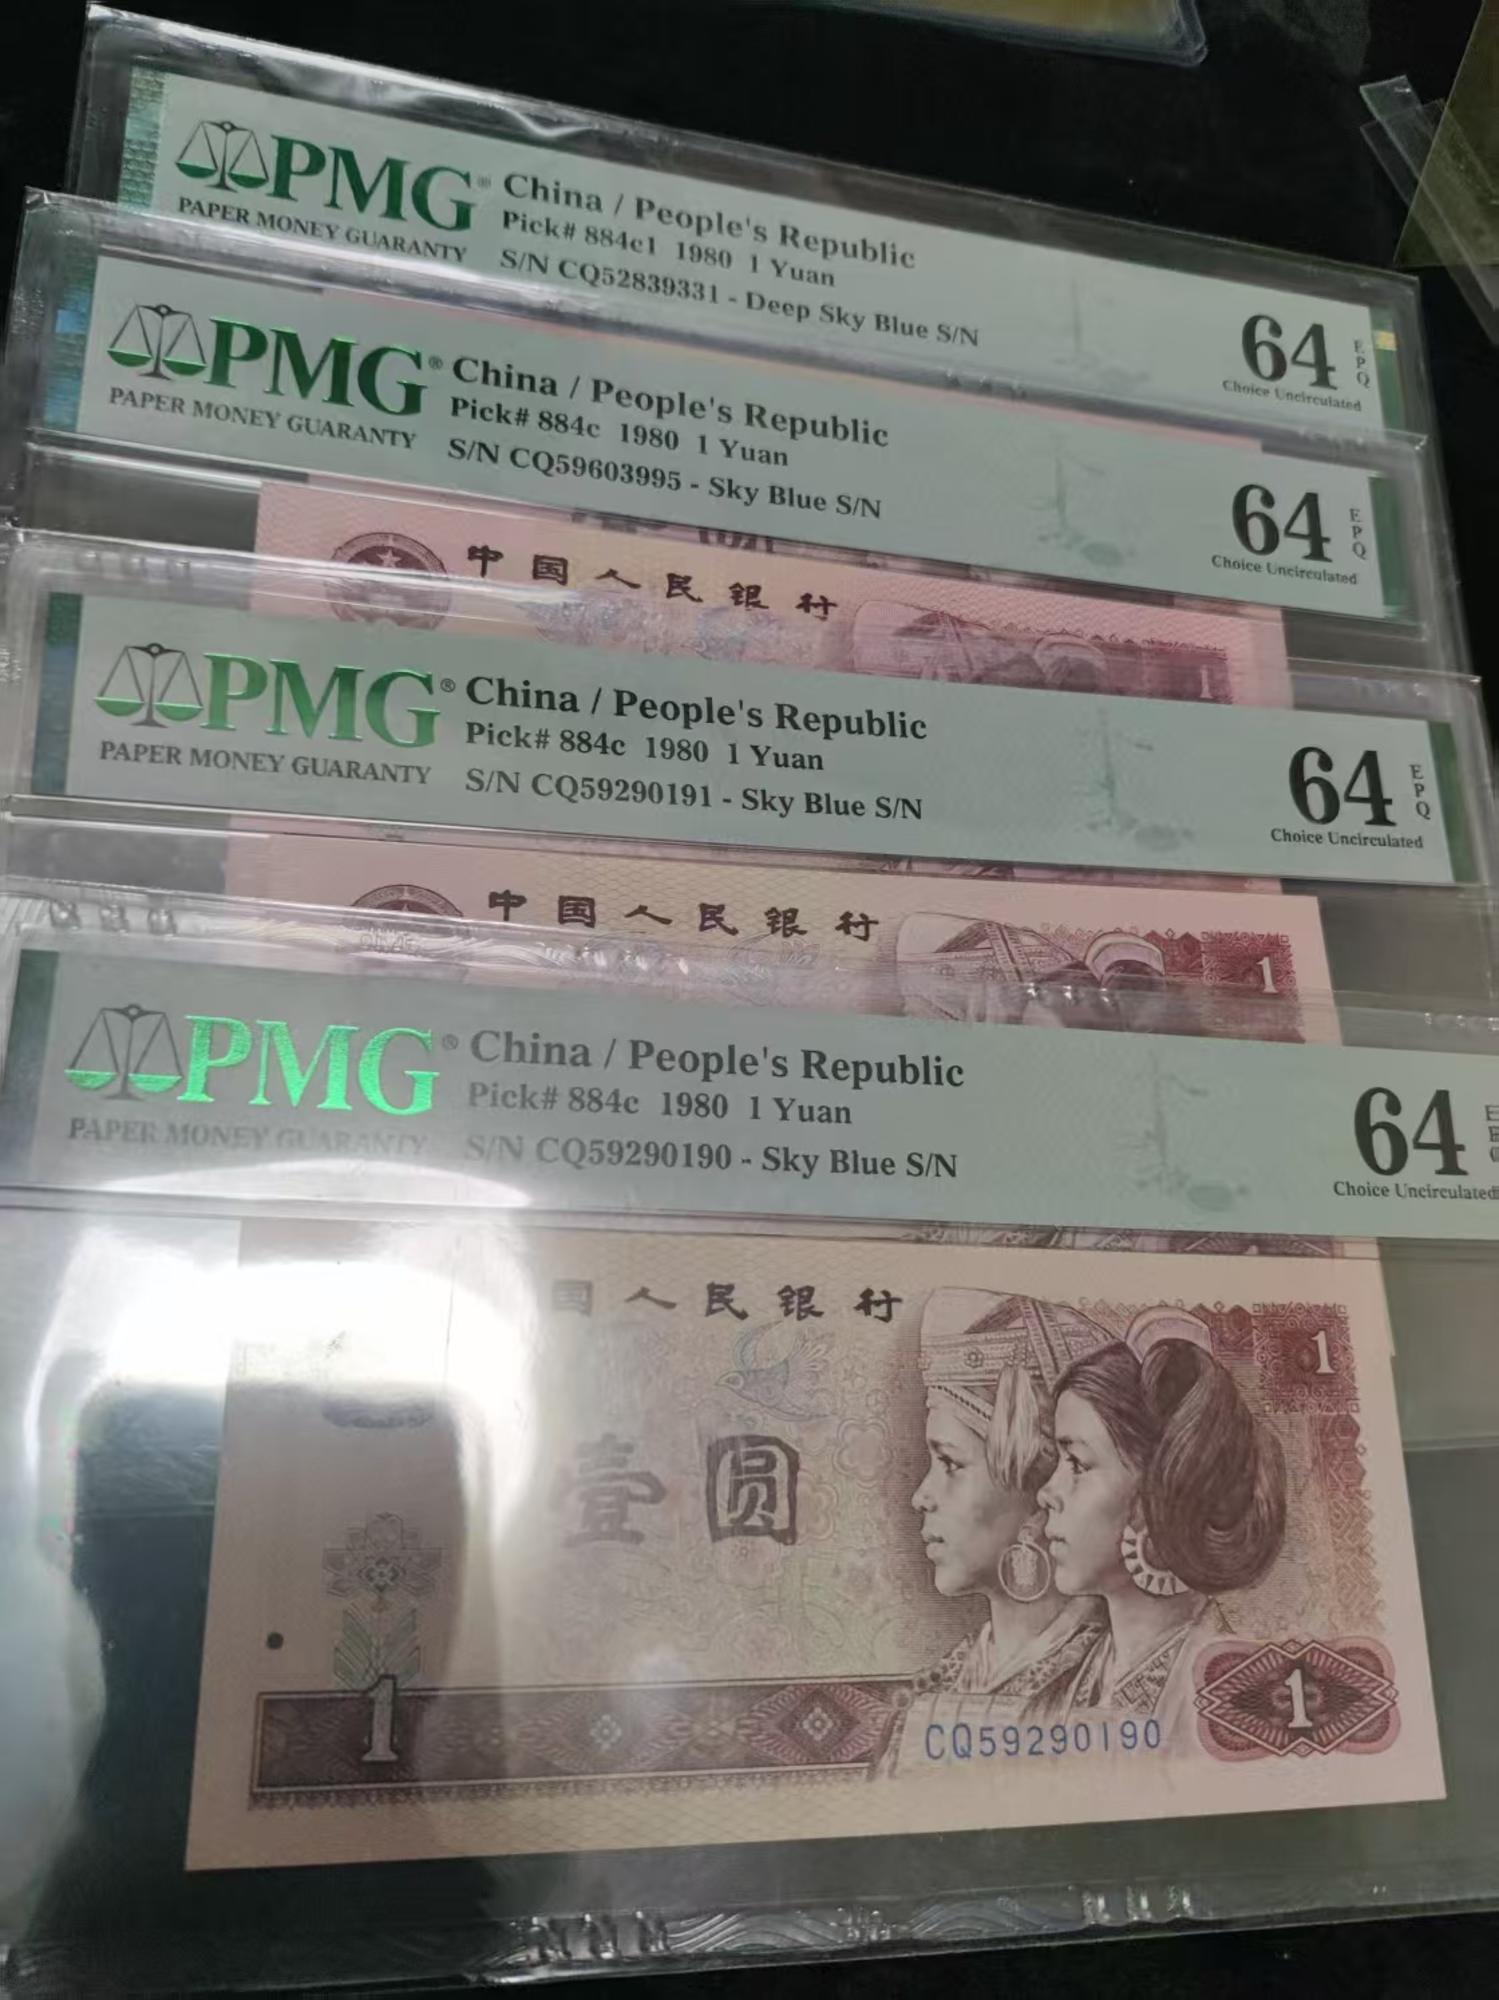 PMG®
PAPER MONEY GUARANTY
China / People's Republic
Pick# 884c1 1980 1 Yuan
S/N CQ52839331 - Deep Sky Blue S/N
64
EPQ
Choice Uncirculated
PMG®
PAPER MONEY GUARANTY
China / People's Republic
Pick# 884c 1980 1 Yuan
S/N CQ59603995 - Sky Blue S/N
64
EPQ
Choice Uncirculated
中国人民银行
1
PMG®
PAPER MONEY GUARANTY
China / People's Republic
Pick# 884c 1980 1 Yuan
S/N CQ59290191 - Sky Blue S/N
64
EPQ
Choice Uncirculated
中国人民银行
1
PMG®
PAPER MONEY GUARANTY
China / People's Republic
Pick# 884c 1980 1 Yuan
S/N CQ59290190 - Sky Blue S/N
64
Choice Uncirculated
国人民银行
1
壹圆
1
CQ59290190
1